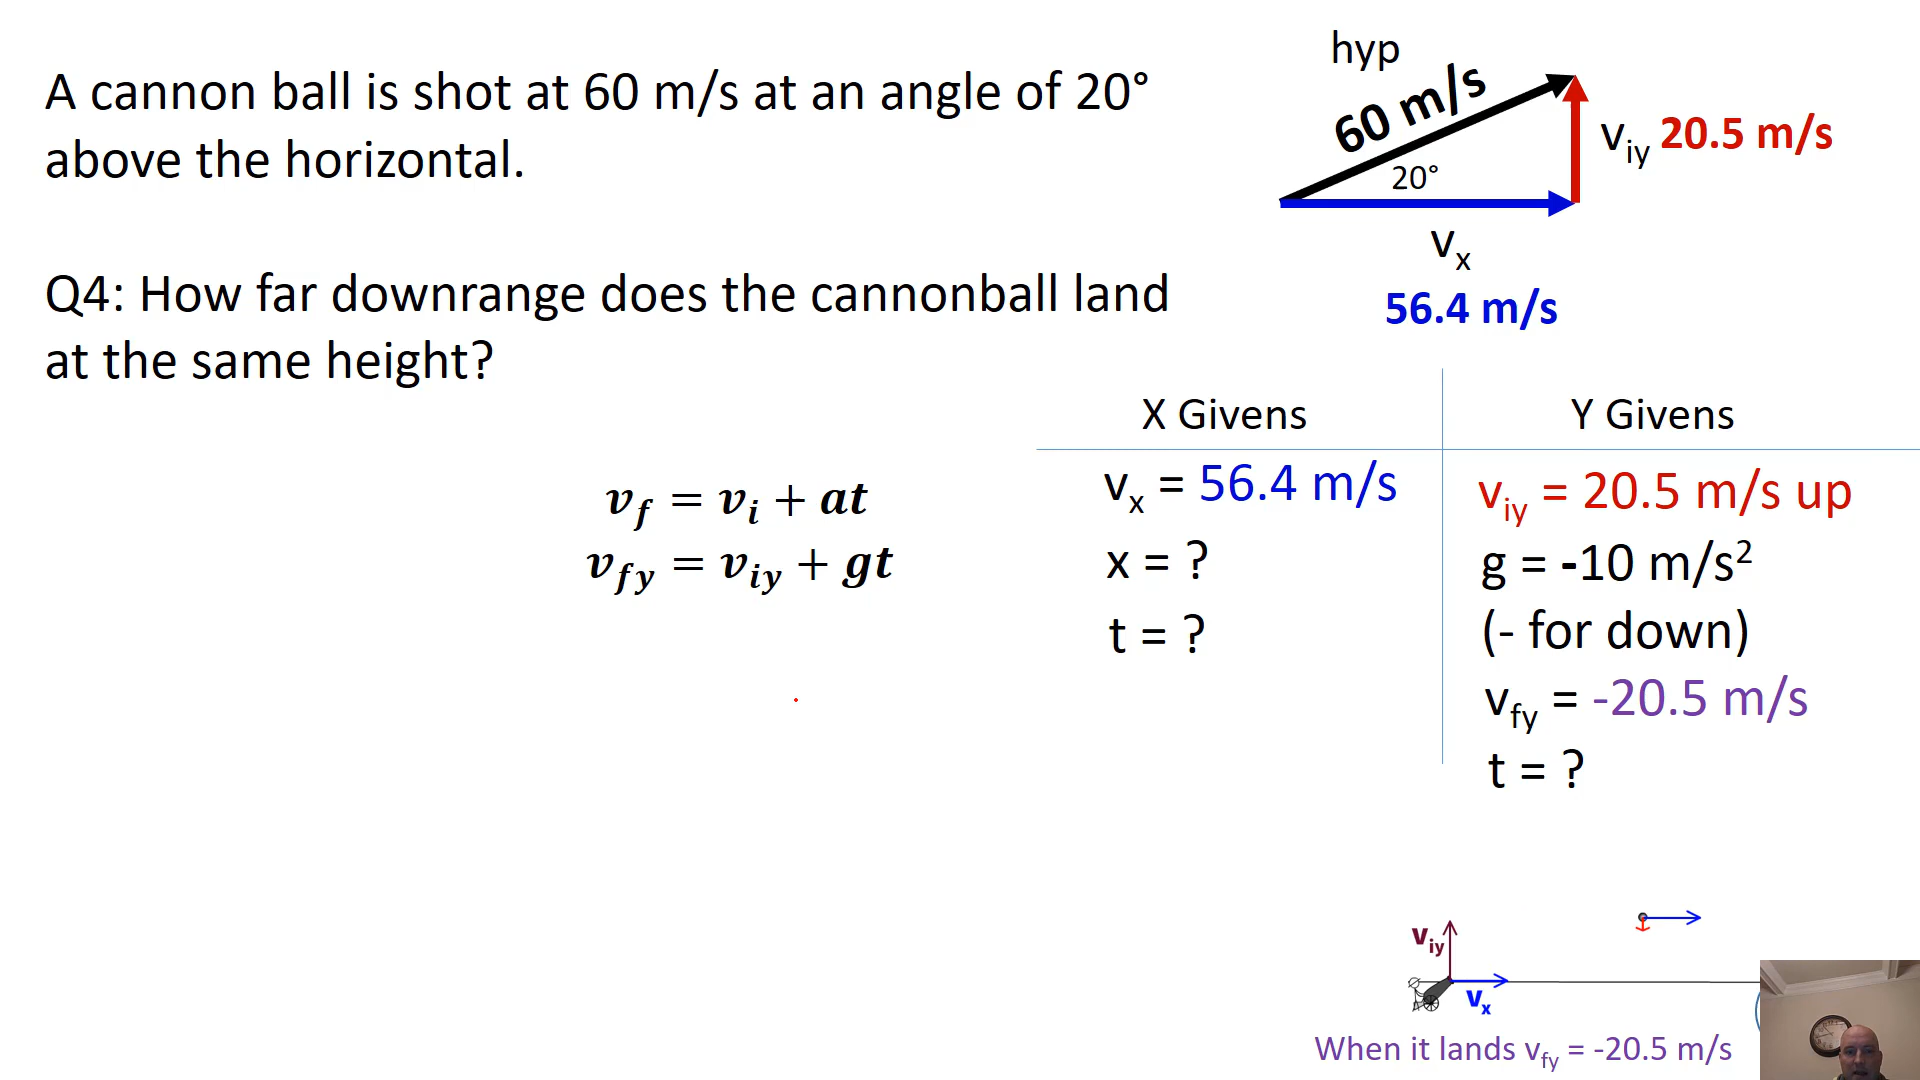 A cannon ball is shot at 60 m/s at an angle of 20°
above the horizontal.
Q4: How far downrange does the cannonball land
at the same height?
hyp
60 m/s
20°
v_iy 20.5 m/s
v_x
56.4 m/s
v_f = v_i + at
v_fy = v_iy + gt
X Givens
v_x = 56.4 m/s
x = ?
t = ?
Y Givens
v_iy = 20.5 m/s up
g = -10 m/s²
(- for down)
v_fy = -20.5 m/s
t = ?
v_iy
v_x
When it lands v_fy = -20.5 m/s